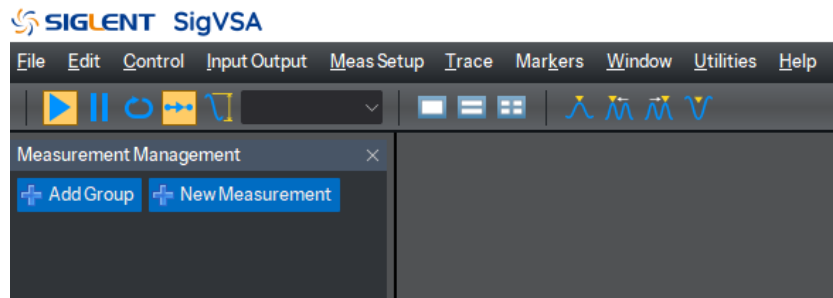 SIGLENT SigVSA
File Edit Control Input Output Meas Setup Trace Markers Window Utilities Help
Measurement Management
Add Group New Measurement